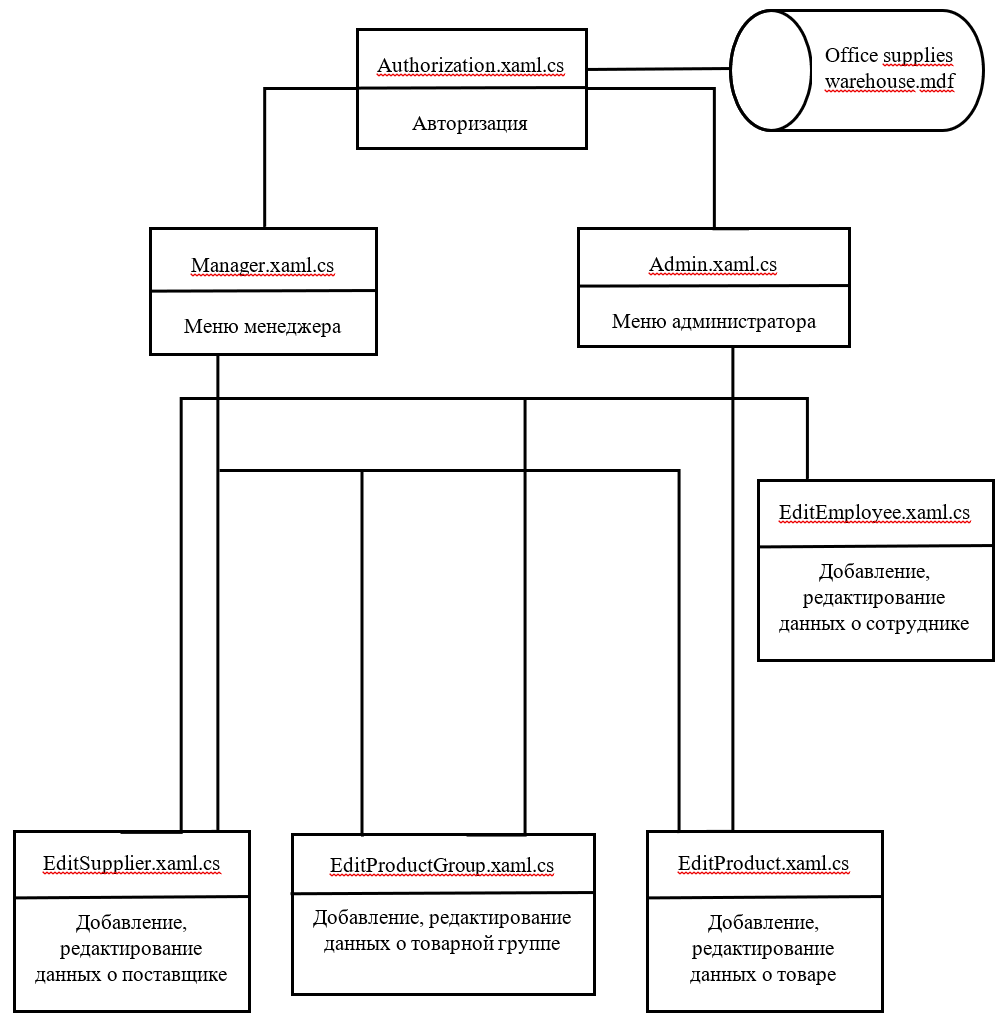 Authorization.xaml.cs
Авторизация
Office supplies
warehouse.mdf
Manager.xaml.cs
Меню менеджера
Admin.xaml.cs
Меню администратора
EditEmployee.xaml.cs
Добавление,
редактирование
данных о сотруднике
EditSupplier.xaml.cs
Добавление,
редактирование
данных о поставщике
EditProductGroup.xaml.cs
Добавление, редактирование
данных о товарной группе
EditProduct.xaml.cs
Добавление,
редактирование
данных о товаре